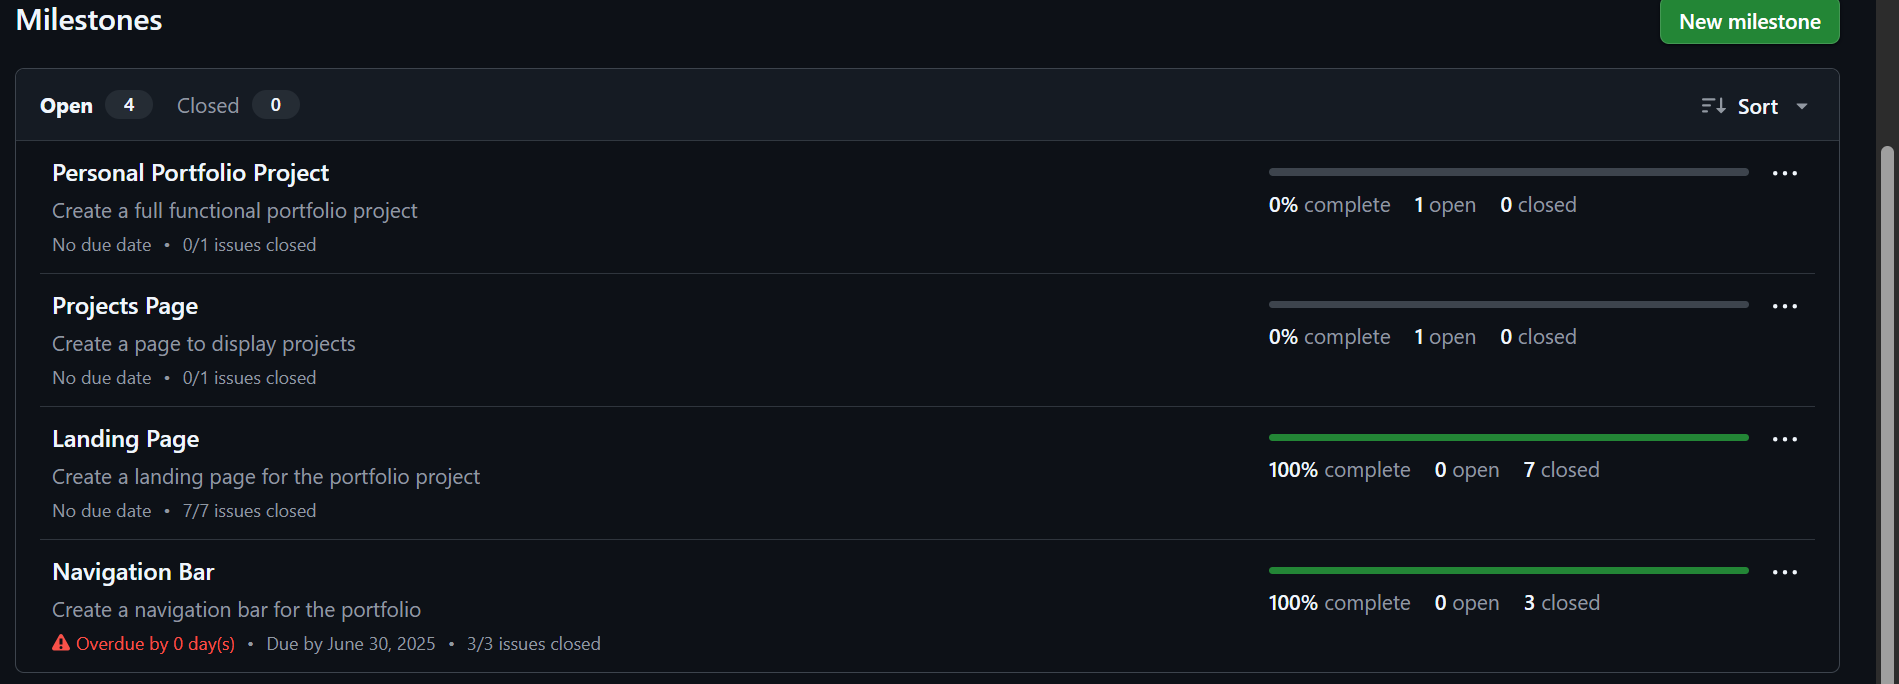 Milestones
New milestone
Open 4 Closed 0
Sort
Personal Portfolio Project
Create a full functional portfolio project
No due date • 0/1 issues closed
0% complete 1 open 0 closed
Projects Page
Create a page to display projects
No due date • 0/1 issues closed
0% complete 1 open 0 closed
Landing Page
Create a landing page for the portfolio project
No due date • 7/7 issues closed
100% complete 0 open 7 closed
Navigation Bar
Create a navigation bar for the portfolio
Overdue by 0 day(s) • Due by June 30, 2025 • 3/3 issues closed
100% complete 0 open 3 closed